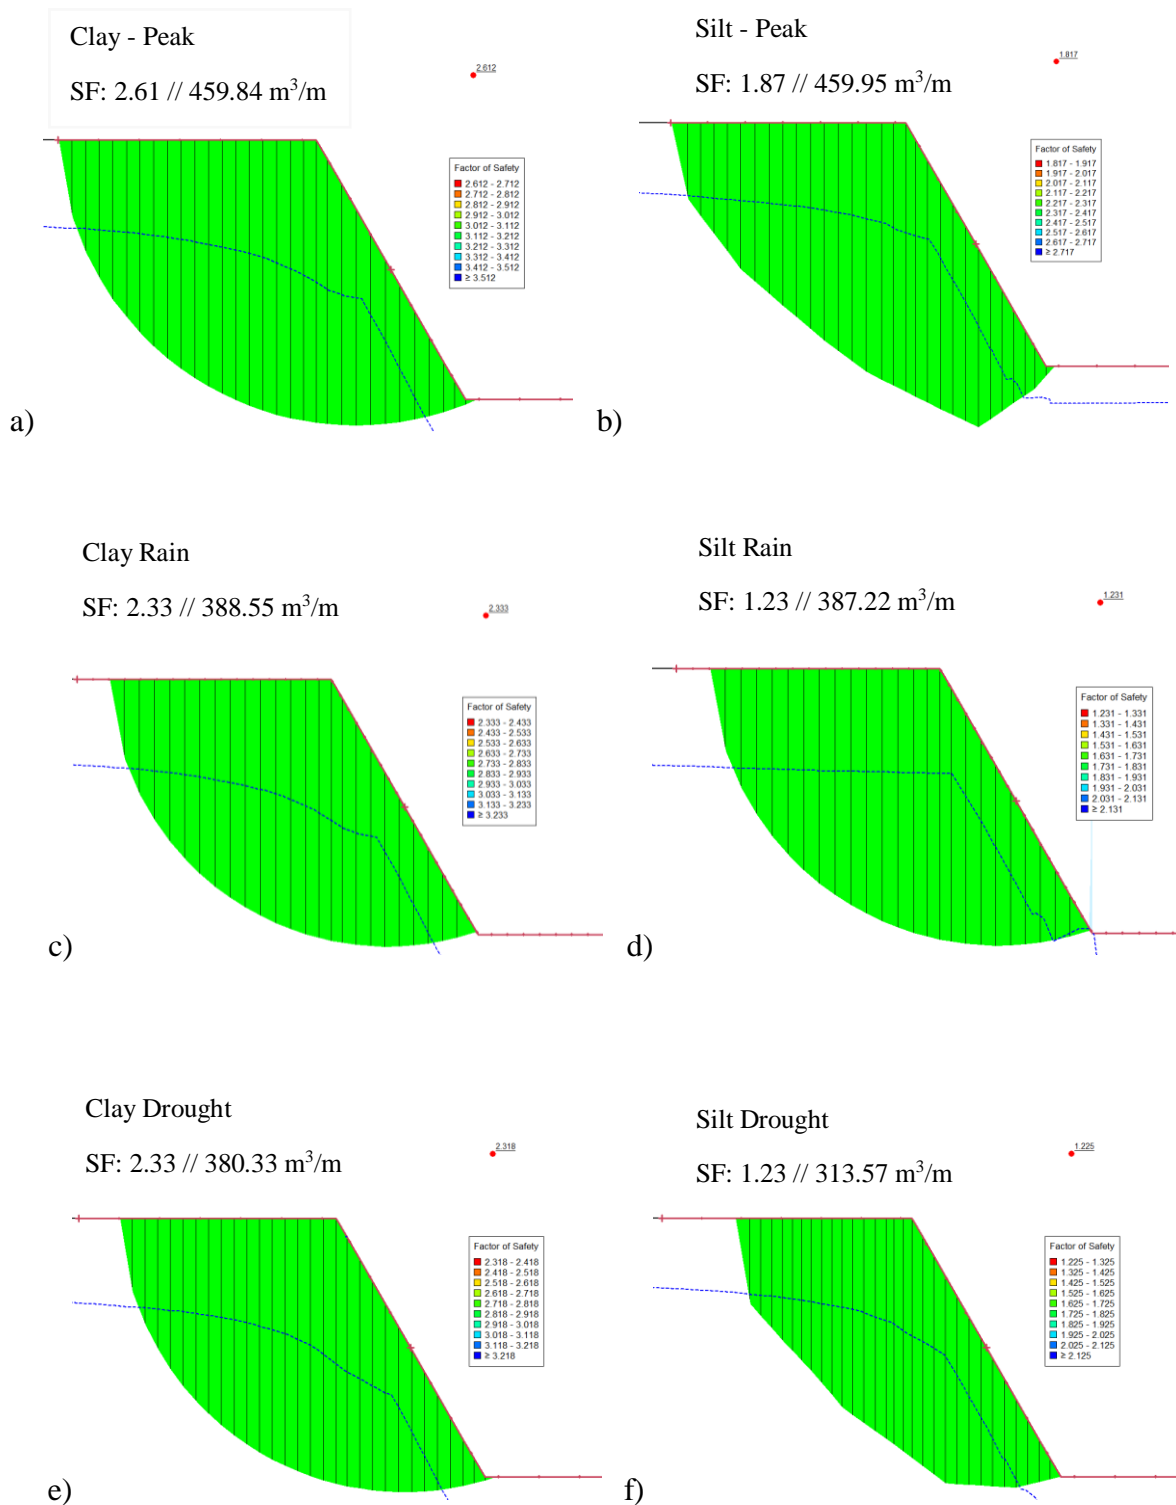 Clay - Peak
SF: 2.61 // 459.84 m³/m
2.612
Factor of Safety
2.612 - 2.712
2.712 - 2.812
2.812 - 2.912
2.912 - 3.012
3.012 - 3.112
3.112 - 3.212
3.212 - 3.312
3.312 - 3.412
3.412 - 3.512
≥ 3.512
a)
Silt - Peak
SF: 1.87 // 459.95 m³/m
1.817
Factor of Safety
1.817 - 1.917
1.917 - 2.017
2.017 - 2.117
2.117 - 2.217
2.217 - 2.317
2.317 - 2.417
2.417 - 2.517
2.517 - 2.617
2.617 - 2.717
≥ 2.717
b)
Clay Rain
SF: 2.33 // 388.55 m³/m
2.333
Factor of Safety
2.333 - 2.433
2.433 - 2.533
2.533 - 2.633
2.633 - 2.733
2.733 - 2.833
2.833 - 2.933
2.933 - 3.033
3.033 - 3.133
3.133 - 3.233
≥ 3.233
c)
Silt Rain
SF: 1.23 // 387.22 m³/m
1.231
Factor of Safety
1.231 - 1.331
1.331 - 1.431
1.431 - 1.531
1.531 - 1.631
1.631 - 1.731
1.731 - 1.831
1.831 - 1.931
1.931 - 2.031
2.031 - 2.131
≥ 2.131
d)
Clay Drought
SF: 2.33 // 380.33 m³/m
2.318
Factor of Safety
2.318 - 2.418
2.418 - 2.518
2.518 - 2.618
2.618 - 2.718
2.718 - 2.818
2.818 - 2.918
2.918 - 3.018
3.018 - 3.118
3.118 - 3.218
≥ 3.218
e)
Silt Drought
SF: 1.23 // 313.57 m³/m
1.225
Factor of Safety
1.225 - 1.325
1.325 - 1.425
1.425 - 1.525
1.525 - 1.625
1.625 - 1.725
1.725 - 1.825
1.825 - 1.925
1.925 - 2.025
2.025 - 2.125
≥ 2.125
f)